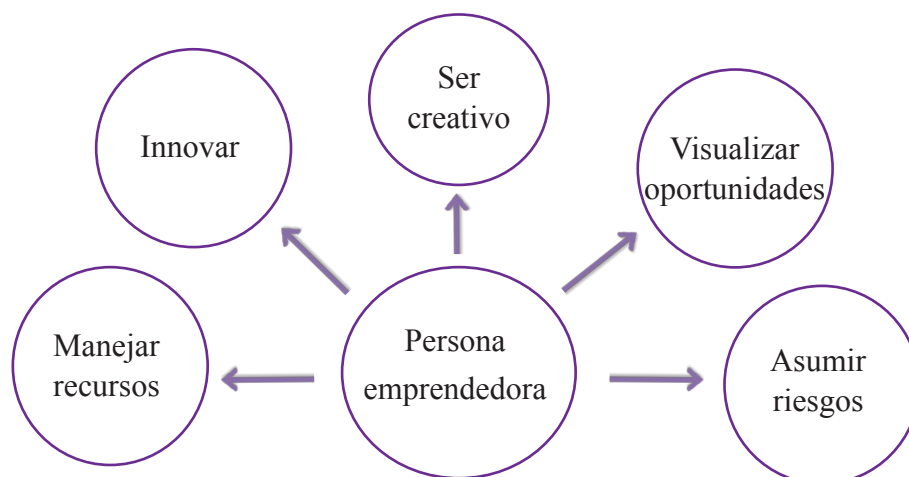 Ser
creativo
Innovar
Visualizar
oportunidades
Manejar
recursos
Persona
emprendedora
Asumir
riesgos